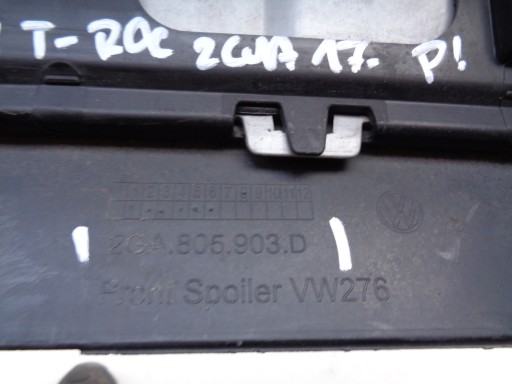 T-ROC 2GA 17- P!
1 2 3 4 5 6 7 8 9 10 11 12
2GA.805.903.D
Front Spoiler VW276